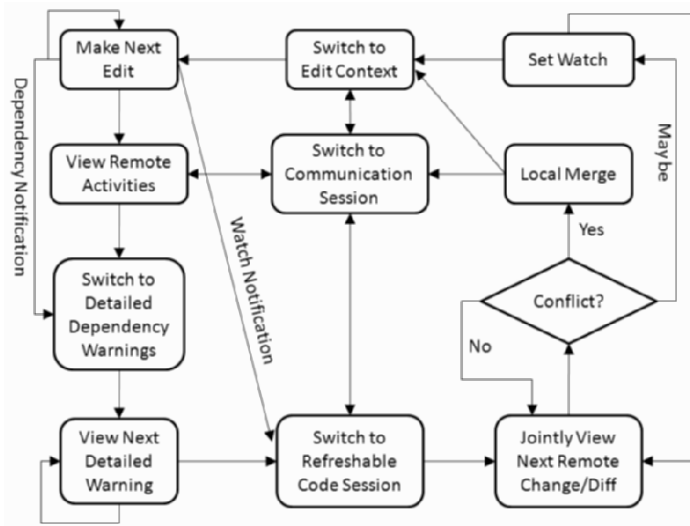 Make Next
Edit
Switch to
Edit Context
Set Watch
Dependency Notification
View Remote
Activities
Switch to
Communication
Session
Local Merge
May be
Watch Notification
Yes
Switch to
Detailed
Dependency
Warnings
Conflict?
No
View Next
Detailed
Warning
Switch to
Refreshable
Code Session
Jointly View
Next Remote
Change/Diff